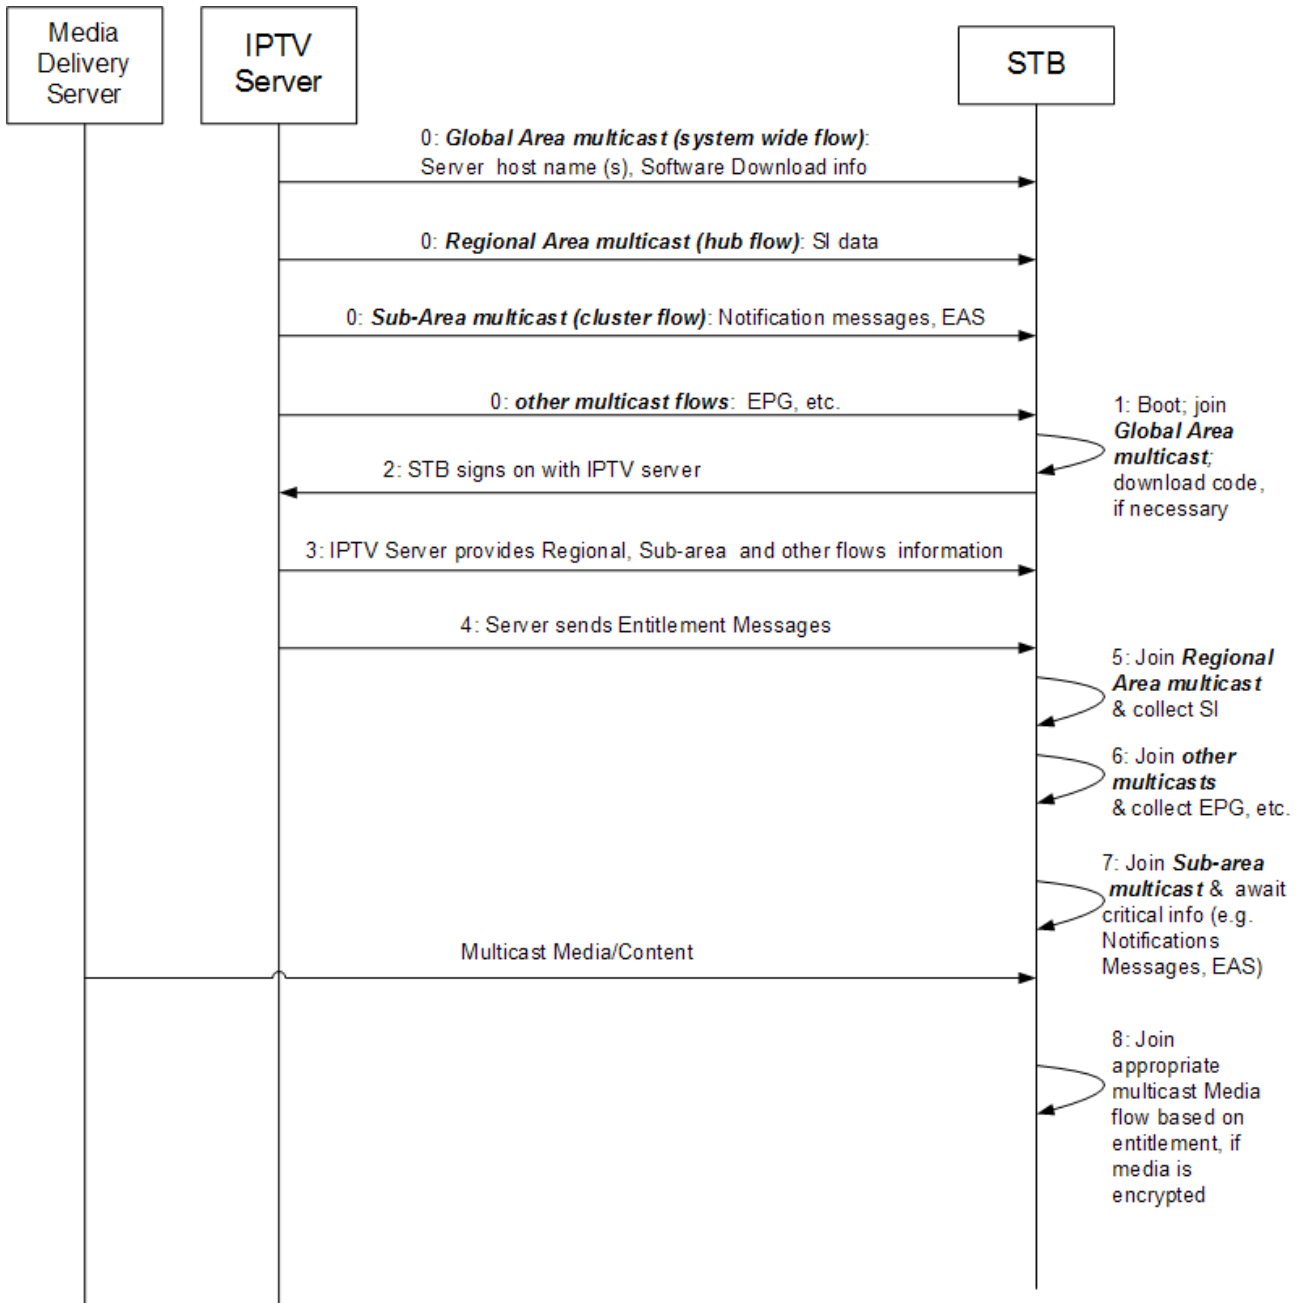 Media
Delivery
Server
IPTV
Server
STB
0: Global Area multicast (system wide flow):
Server host name (s), Software Download info
0: Regional Area multicast (hub flow): SI data
0: Sub-Area multicast (cluster flow): Notification messages, EAS
0: other multicast flows: EPG, etc.
1: Boot; join
Global Area
multicast;
download code,
if necessary
2: STB signs on with IPTV server
3: IPTV Server provides Regional, Sub-area and other flows information
4: Server sends Entitlement Messages
5: Join Regional
Area multicast
& collect SI
6: Join other
multicasts
& collect EPG, etc.
7: Join Sub-area
multicast & await
critical info (e.g.
Notifications
Messages, EAS)
Multicast Media/Content
8: Join
appropriate
multicast Media
flow based on
entitlement, if
media is
encrypted